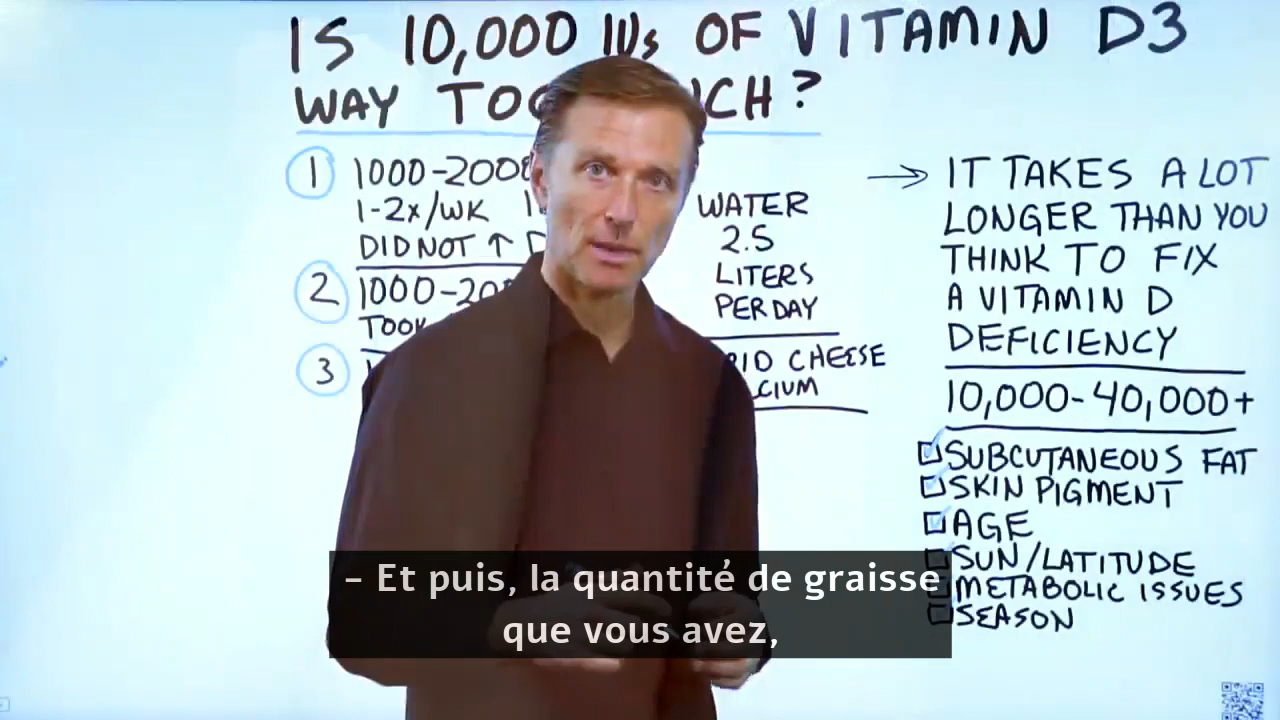 IS 10,000 IUs OF VITAMIN D3
WAY TOO CH?
1 1000-2000
1-2x/WK
DID NOT ↑ D
WATER
2.5
LITERS
PER DAY
2 1000-20
TOOK
3
CHEESE
CIUM
→ IT TAKES A LOT
LONGER THAN YOU
THINK TO FIX
A VITAMIN D
DEFICIENCY
10,000-40,000+
SUBCUTANEOUS FAT
SKIN PIGMENT
AGE
SUN/LATITUDE
METABOLIC ISSUES
SEASON
– Et puis, la quantité de graisse
que vous avez,